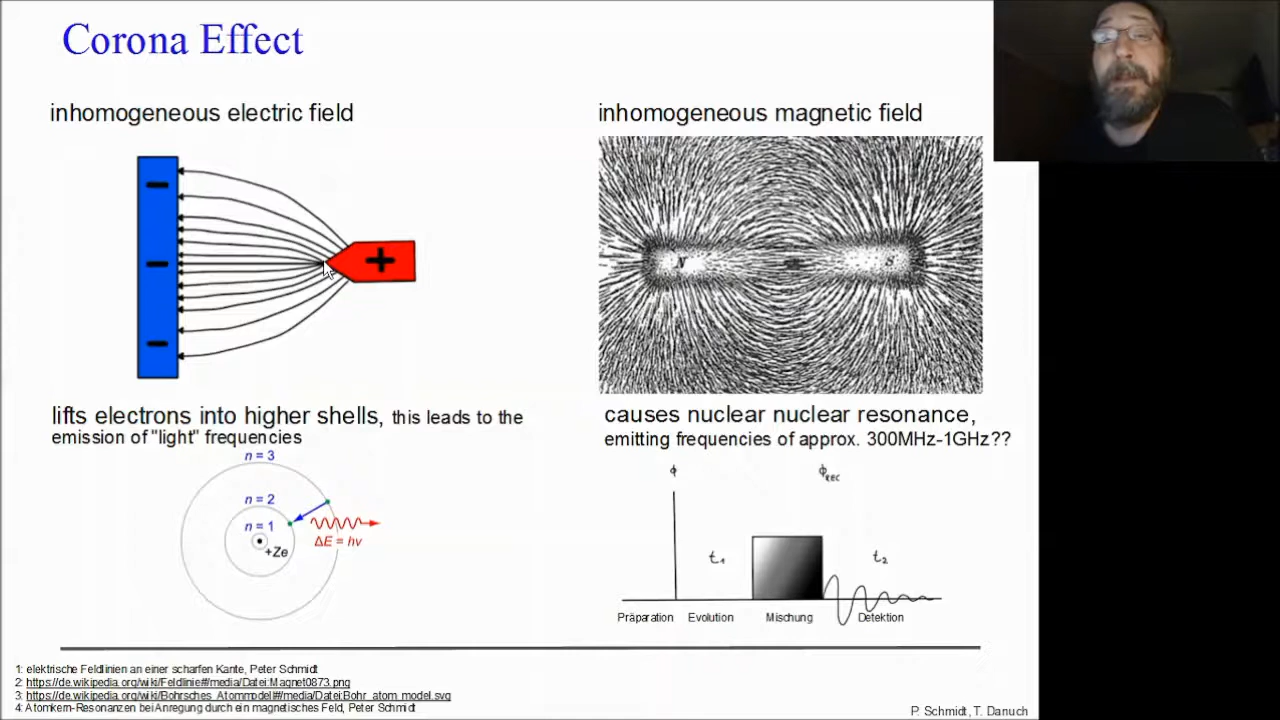 Corona Effect
inhomogeneous electric field
inhomogeneous magnetic field
N
S
lifts electrons into higher shells, this leads to the
emission of "light" frequencies
causes nuclear nuclear resonance,
emitting frequencies of approx. 300MHz-1GHz??
n = 3
n = 2
n = 1
+Ze
ΔE = hν
ϕ
ϕREC
t1
t2
Präparation Evolution Mischung Detektion
1: elektrische Feldlinien an einer scharfen Kante, Peter Schmidt
2: https://de.wikipedia.org/wiki/Feldlinie#/media/Datei:Magnet0873.png
3: https://de.wikipedia.org/wiki/Bohrsches_Atommodell#/media/Datei:Bohr_atom_model.svg
4: Atomkern-Resonanzen bei Anregung durch ein magnetisches Feld, Peter Schmidt
P. Schmidt, T. Danuch